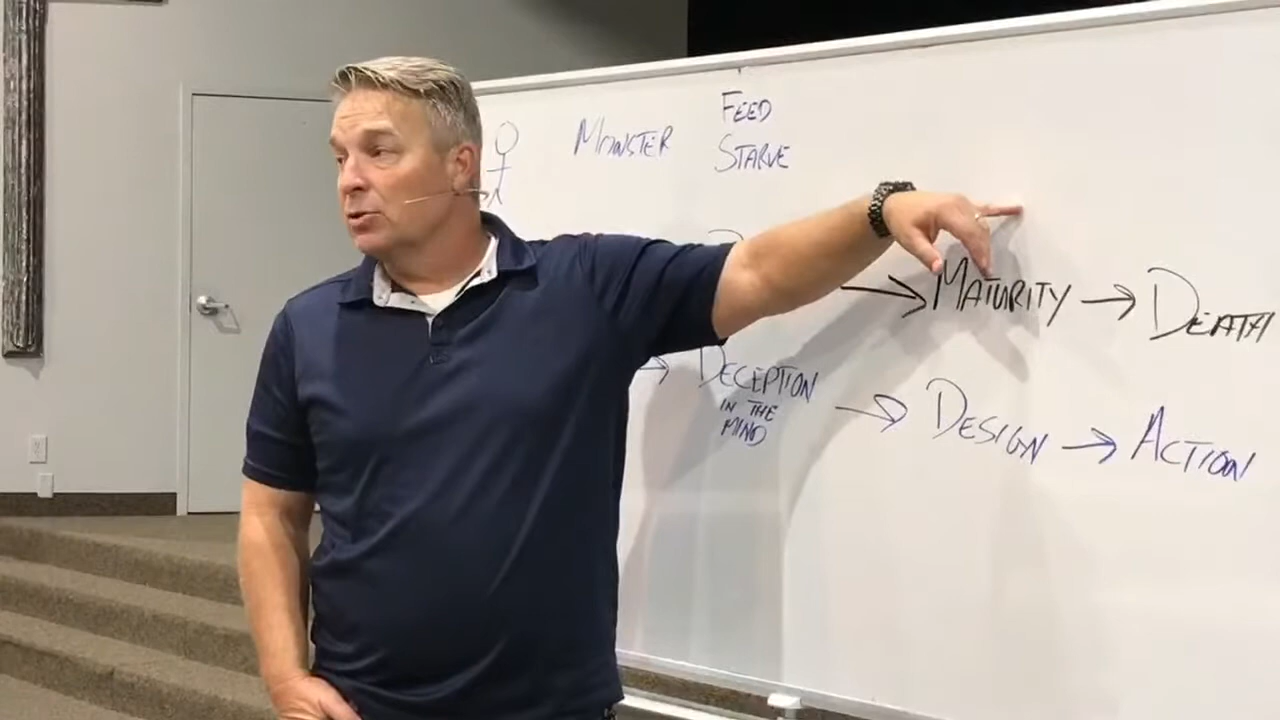 FEED
MONSTER
STARVE
→ MATURITY → DEATH
→ DECEPTION
IN THE
MIND
→ DESIGN → ACTION